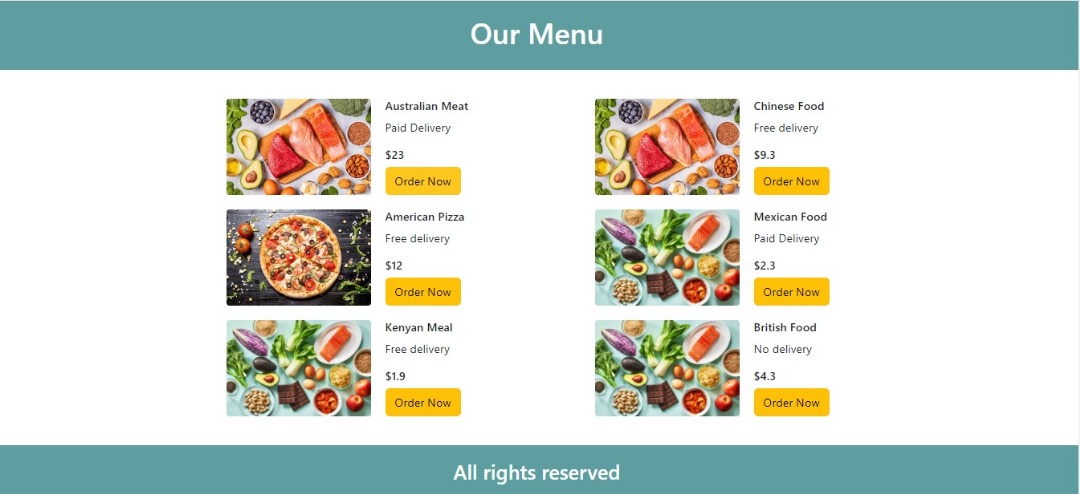 Our Menu
Australian Meat
Paid Delivery
$23
Order Now
Chinese Food
Free delivery
$9.3
Order Now
American Pizza
Free delivery
$12
Order Now
Mexican Food
Paid Delivery
$2.3
Order Now
Kenyan Meal
Free delivery
$1.9
Order Now
British Food
No delivery
$4.3
Order Now
All rights reserved